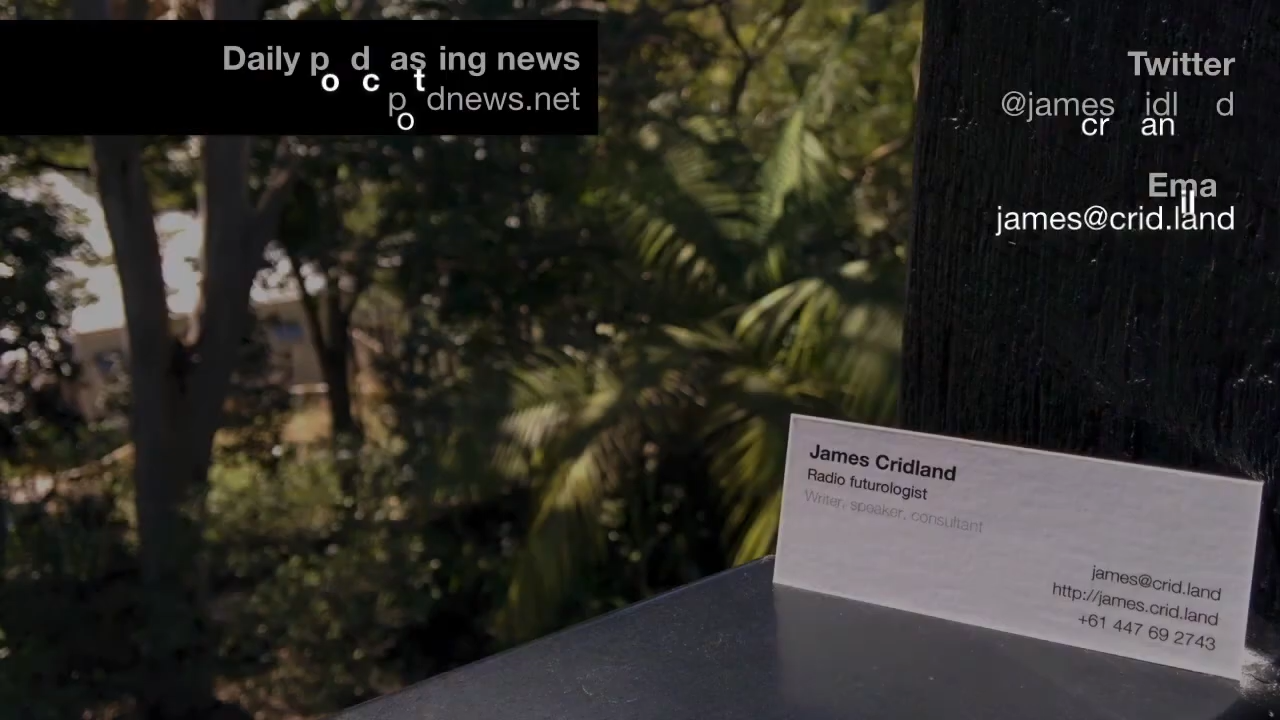 Daily podcasting news
podnews.net
Twitter
@jamescridland
Email
james@crid.land
James Cridland
Radio futurologist
Writer, speaker, consultant
james@crid.land
http://james.crid.land
+61 447 69 2743